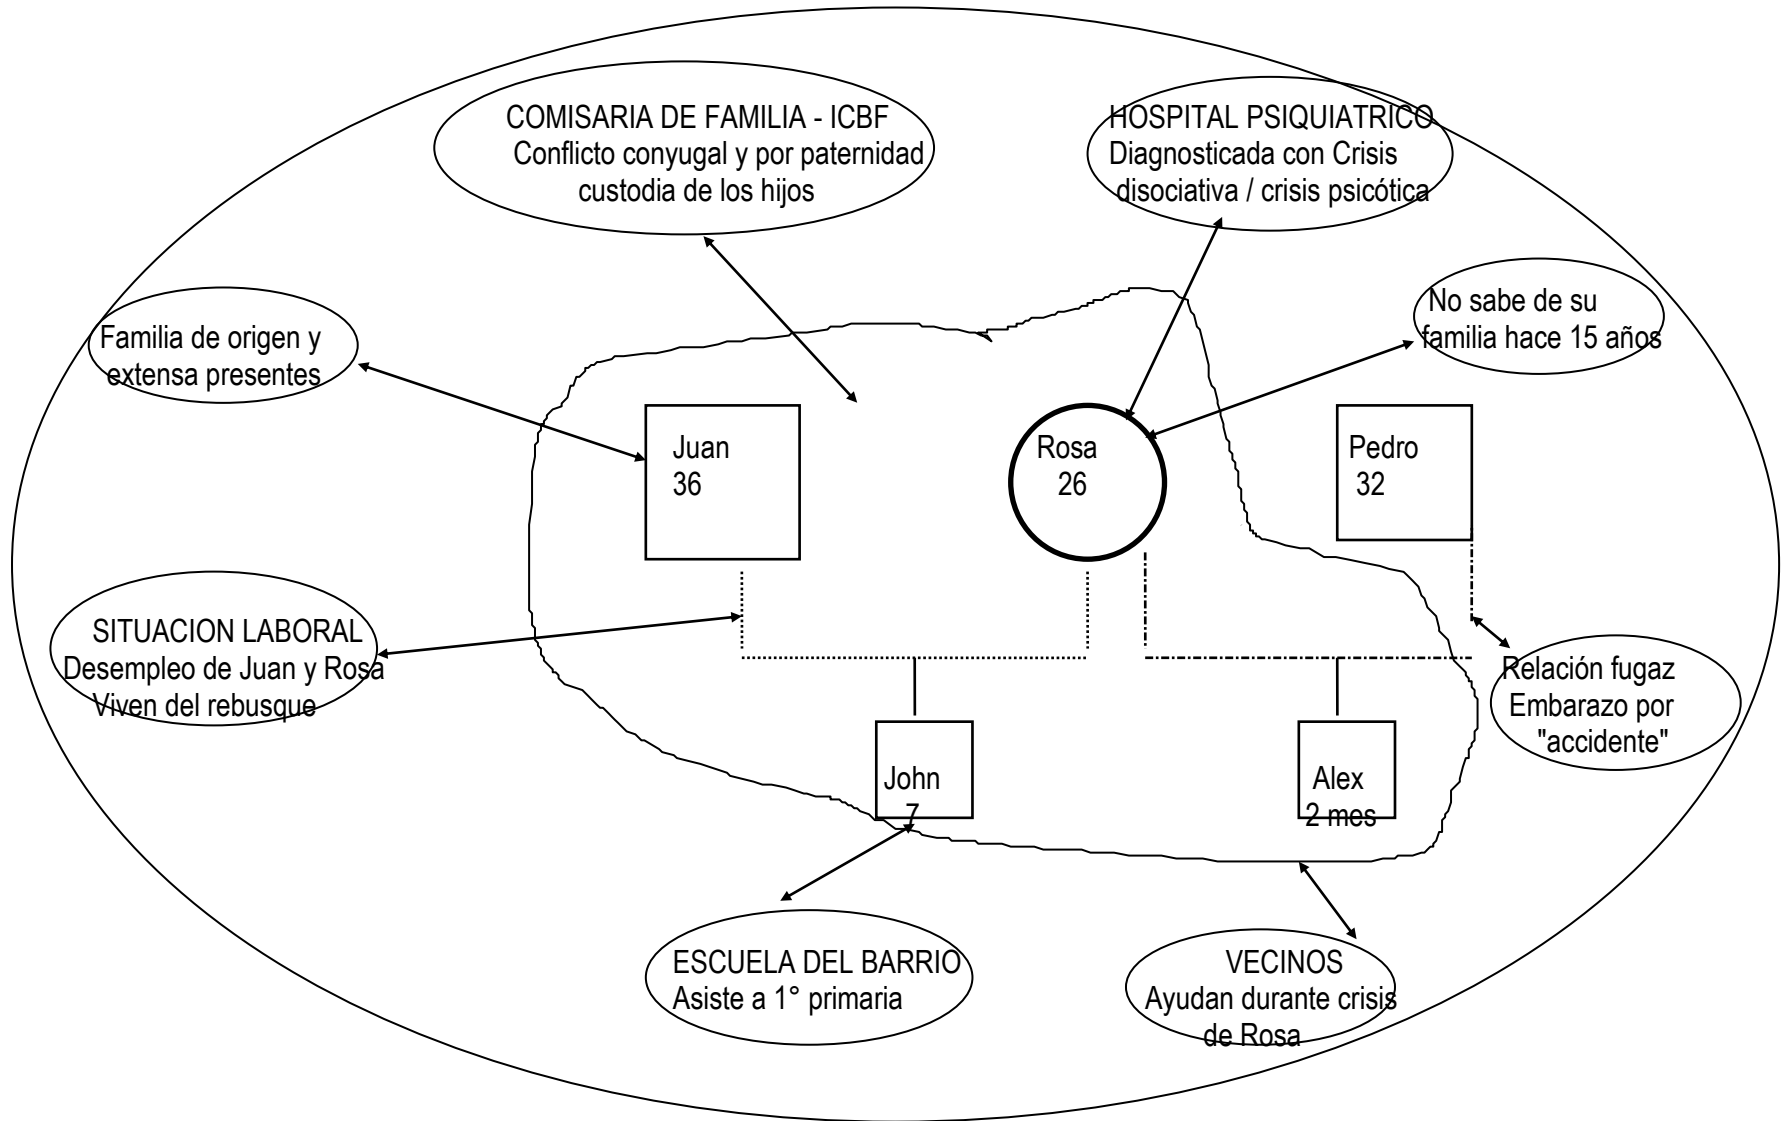 COMISARIA DE FAMILIA - ICBF
Conflicto conyugal y por paternidad
custodia de los hijos
HOSPITAL PSIQUIATRICO
Diagnosticada con Crisis
disociativa / crisis psicótica
Familia de origen y
extensa presentes
No sabe de su
familia hace 15 años
Juan
36
Rosa
26
Pedro
32
SITUACION LABORAL
Desempleo de Juan y Rosa
Viven del rebusque
Relación fugaz
Embarazo por
"accidente"
John
7
Alex
2 mes
ESCUELA DEL BARRIO
Asiste a 1° primaria
VECINOS
Ayudan durante crisis
de Rosa